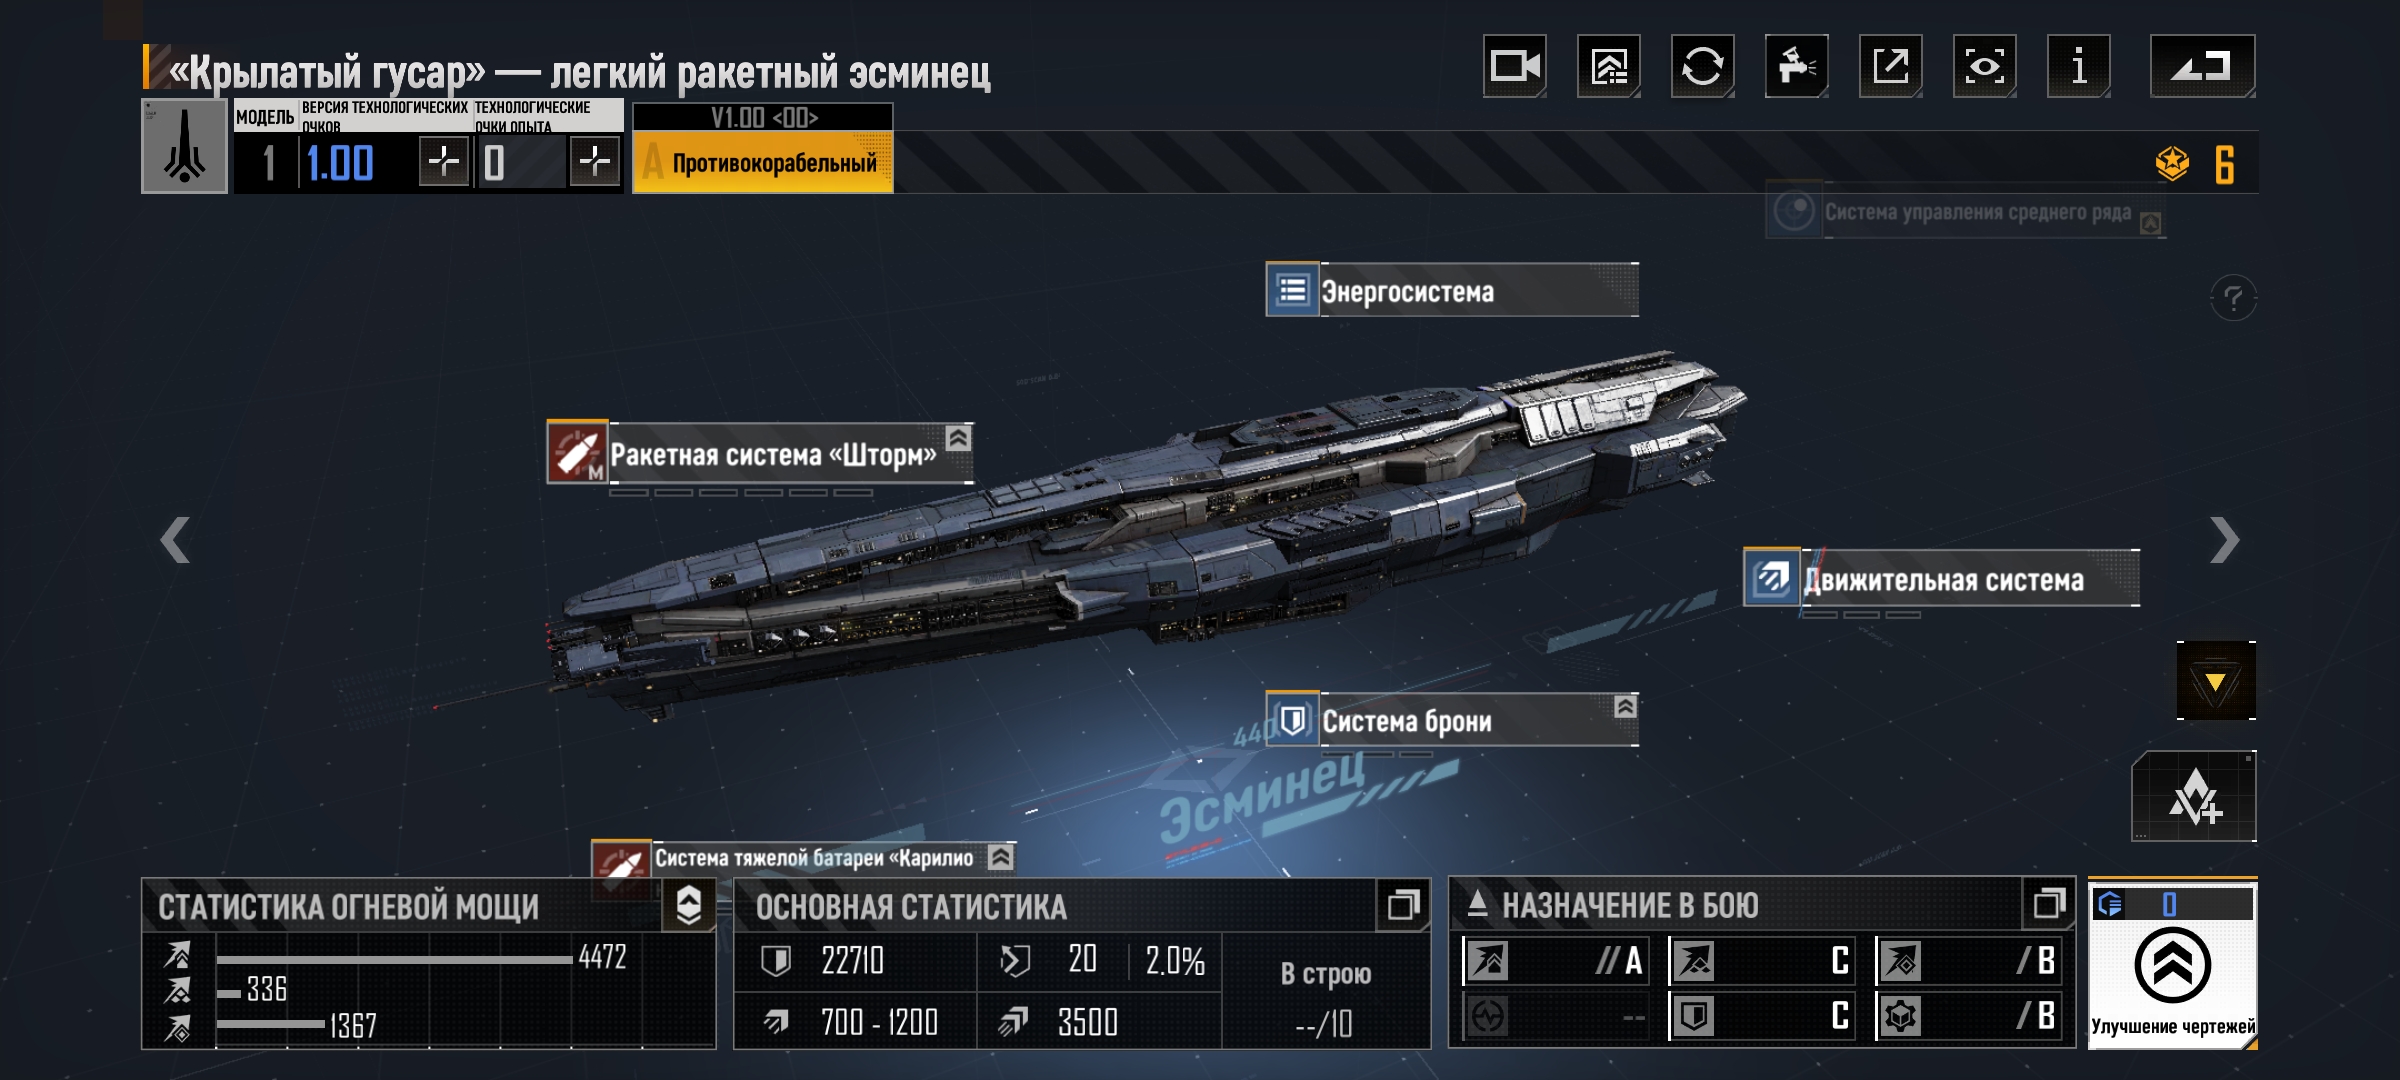 «Крылатый гусар» — легкий ракетный эсминец
МОДЕЛЬ
ВЕРСИЯ ТЕХНОЛОГИЧЕСКИХ ОЧКОВ
ТЕХНОЛОГИЧЕСКИЕ ОЧКИ ОПЫТА
1
1.00
0
V1.00 <00>
A Противокорабельный
6
Система управления среднего ряда
Энергосистема
Ракетная система «Шторм»
M
Движительная система
Система брони
440
Эсминец
Система тяжелой батареи «Карилио
СТАТИСТИКА ОГНЕВОЙ МОЩИ
4472
336
1367
ОСНОВНАЯ СТАТИСТИКА
22710
20
2.0%
700 - 1200
3500
В строю
--/10
НАЗНАЧЕНИЕ В БОЮ
// A
C
/ B
--
C
/ B
0
Улучшение чертежей